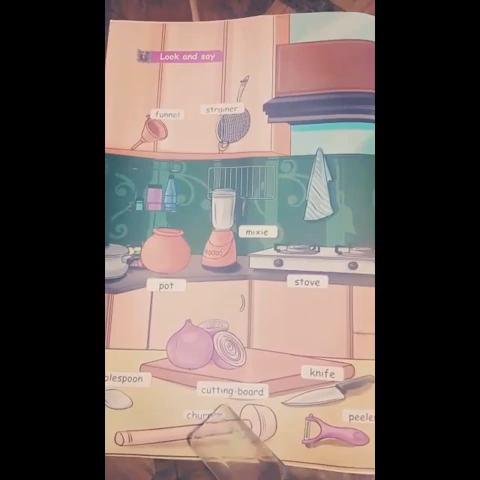 Look and say
funnel
strainer
mixie
pot
stove
knife
cutting-board